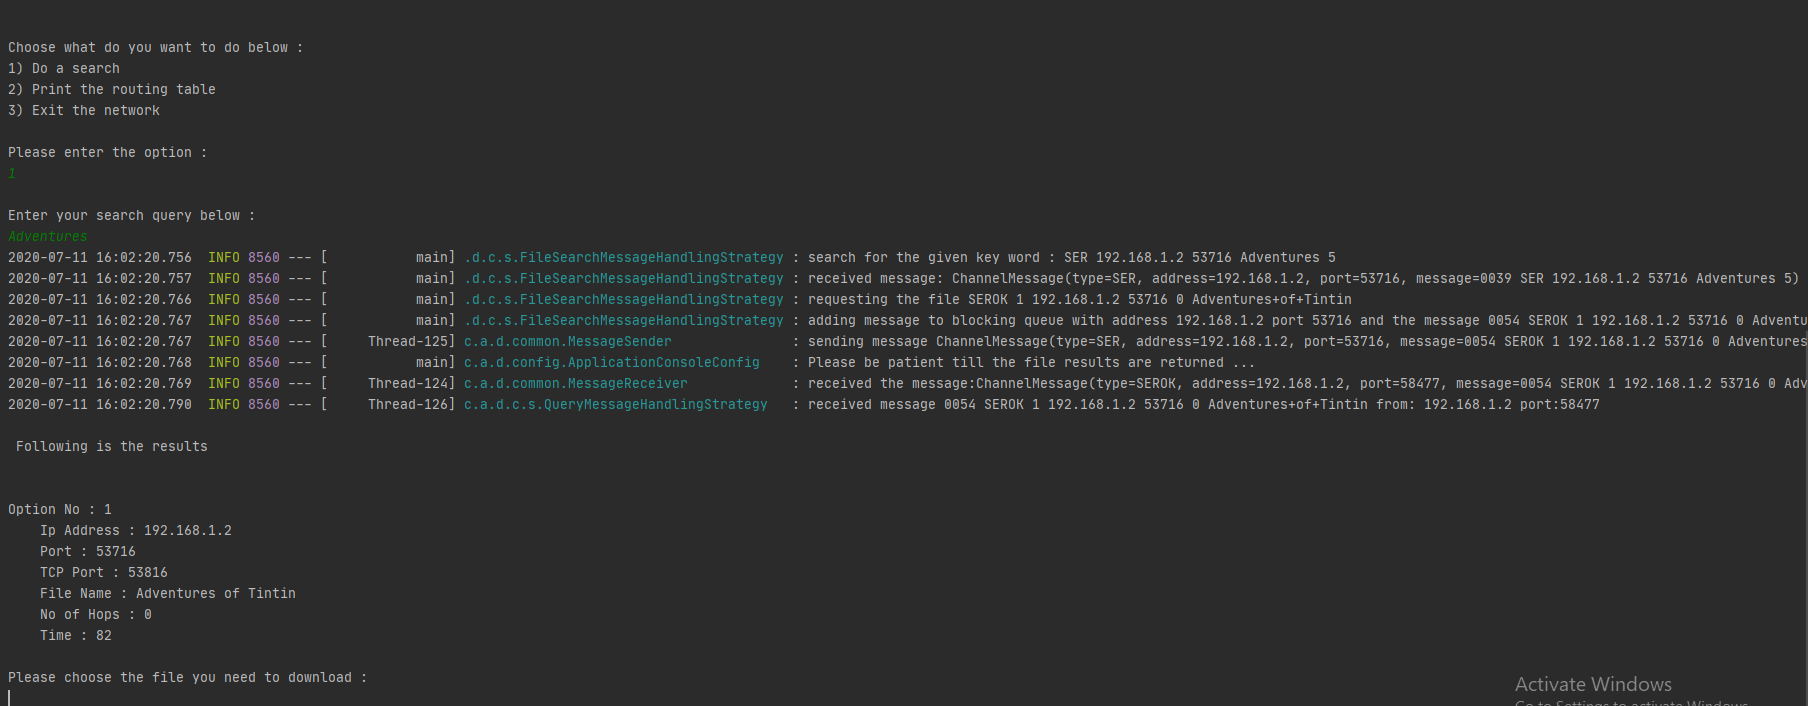 Choose what do you want to do below :
1) Do a search
2) Print the routing table
3) Exit the network
Please enter the option :
1
Enter your search query below :
Adventures
2020-07-11 16:02:20.756  INFO 8560 --- [           main] .d.c.s.FileSearchMessageHandlingStrategy : search for the given key word : SER 192.168.1.2 53716 Adventures 5
2020-07-11 16:02:20.757  INFO 8560 --- [           main] .d.c.s.FileSearchMessageHandlingStrategy : received message: ChannelMessage(type=SER, address=192.168.1.2, port=53716, message=0039 SER 192.168.1.2 53716 Adventures 5)
2020-07-11 16:02:20.766  INFO 8560 --- [           main] .d.c.s.FileSearchMessageHandlingStrategy : requesting the file SEROK 1 192.168.1.2 53716 0 Adventures+of+Tintin
2020-07-11 16:02:20.767  INFO 8560 --- [           main] .d.c.s.FileSearchMessageHandlingStrategy : adding message to blocking queue with address 192.168.1.2 port 53716 and the message 0054 SEROK 1 192.168.1.2 53716 0 Adventu
2020-07-11 16:02:20.767  INFO 8560 --- [     Thread-125] c.a.d.common.MessageSender               : sending message ChannelMessage(type=SER, address=192.168.1.2, port=53716, message=0054 SEROK 1 192.168.1.2 53716 0 Adventures
2020-07-11 16:02:20.768  INFO 8560 --- [           main] c.a.d.config.ApplicationConsoleConfig    : Please be patient till the file results are returned ...
2020-07-11 16:02:20.769  INFO 8560 --- [     Thread-124] c.a.d.common.MessageReceiver             : received the message:ChannelMessage(type=SEROK, address=192.168.1.2, port=58477, message=0054 SEROK 1 192.168.1.2 53716 0 Adv
2020-07-11 16:02:20.790  INFO 8560 --- [     Thread-126] c.a.d.c.s.QueryMessageHandlingStrategy   : received message 0054 SEROK 1 192.168.1.2 53716 0 Adventures+of+Tintin from: 192.168.1.2 port:58477
Following is the results
Option No : 1
Ip Address : 192.168.1.2
Port : 53716
TCP Port : 53816
File Name : Adventures of Tintin
No of Hops : 0
Time : 82
Please choose the file you need to download :
Activate Windows
Go to Settings to activate Windows.